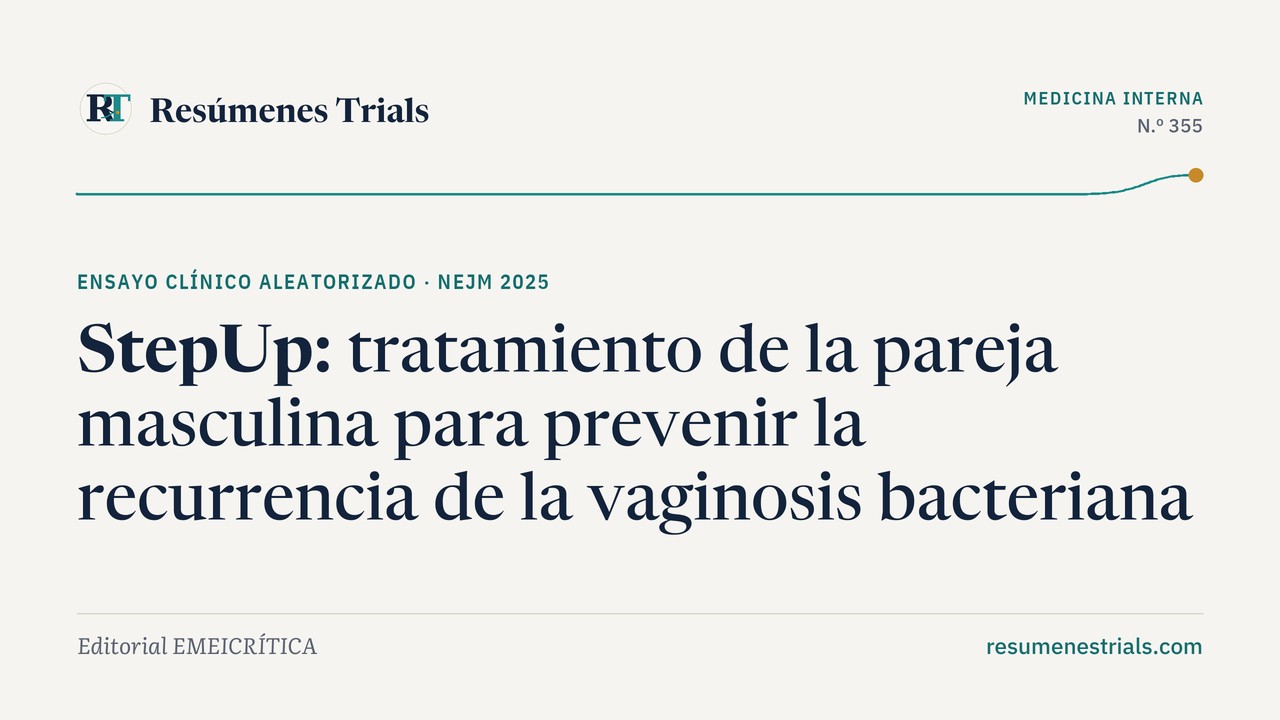 RT Resúmenes Trials
MEDICINA INTERNA
N.º 355
ENSAYO CLÍNICO ALEATORIZADO · NEJM 2025
StepUp: tratamiento de la pareja
masculina para prevenir la
recurrencia de la vaginosis bacteriana
Editorial EMEICRÍTICA
resumenestrials.com